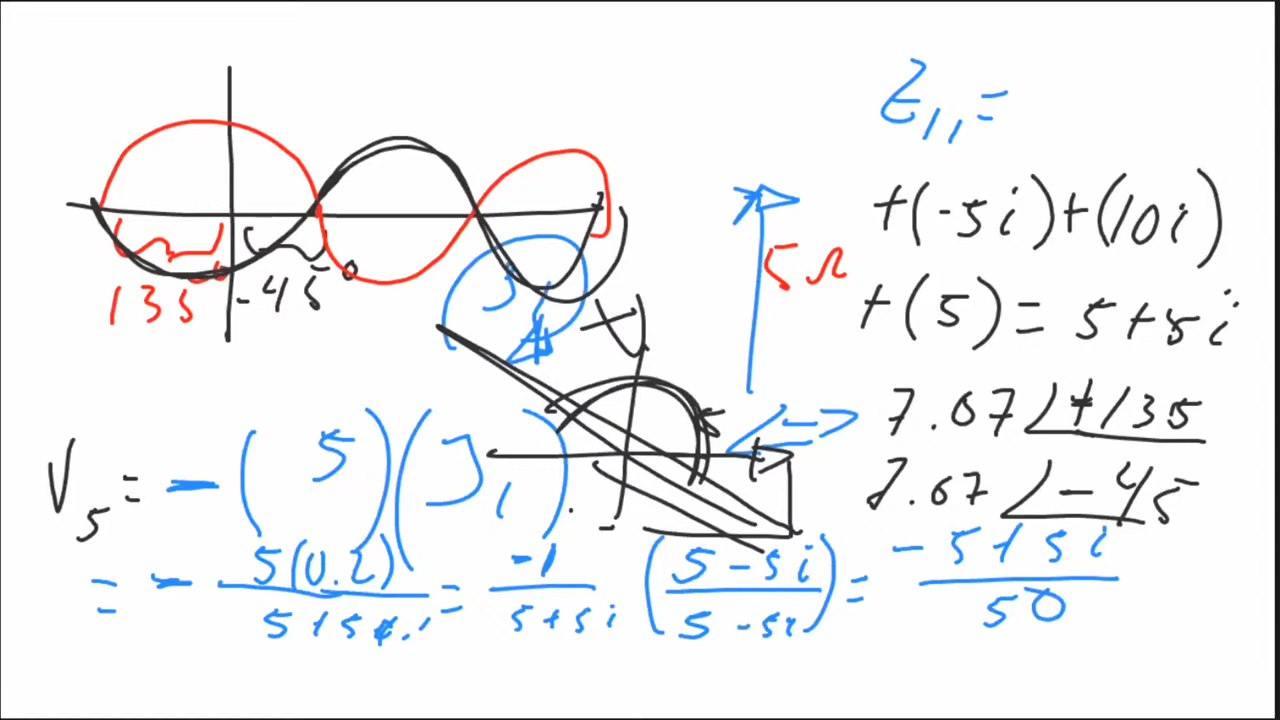 Z₁₁ =
+(-5i)+(10i)
+(5) = 5+5i
5Ω
135
-45°
7.07∠+135
7.07∠-45
V₅ = -(5)(I₁)
= - 5(0.2)/5+5i = -1/5+5i (5-5i/5-5i) = -5+5i/50